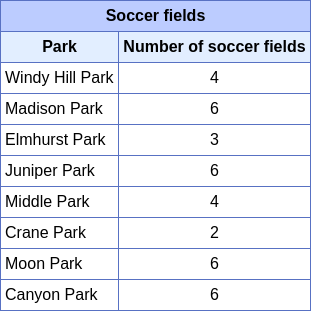 Soccer fields
Park Number of soccer fields
Windy Hill Park 4
Madison Park 6
Elmhurst Park 3
Juniper Park 6
Middle Park 4
Crane Park 2
Moon Park 6
Canyon Park 6